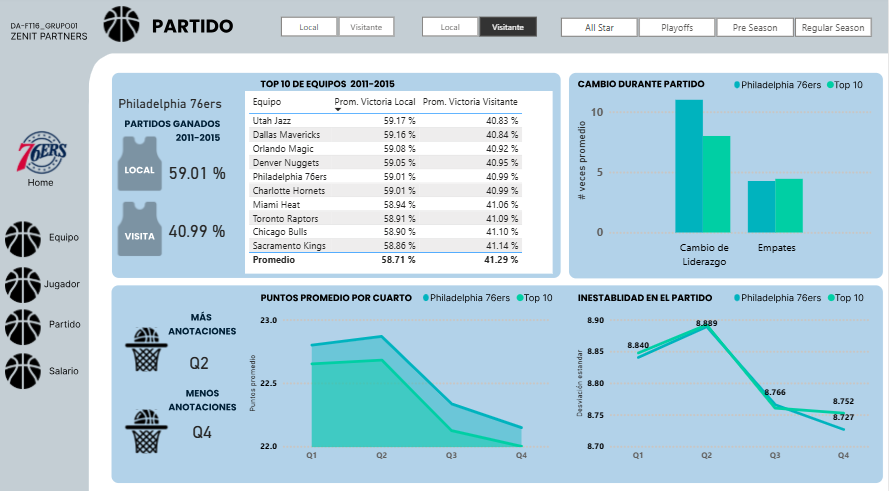 DA-FT16_GRUPO01
ZENIT PARTNERS
PARTIDO
Local Visitante
Local Visitante
All Star Playoffs Pre Season Regular Season
76ERS
Home
Equipo
Jugador
Partido
Salario
Philadelphia 76ers
PARTIDOS GANADOS
2011-2015
LOCAL
59.01 %
VISITA
40.99 %
TOP 10 DE EQUIPOS 2011-2015
Equipo Prom. Victoria Local Prom. Victoria Visitante
Utah Jazz 59.17 % 40.83 %
Dallas Mavericks 59.16 % 40.84 %
Orlando Magic 59.08 % 40.92 %
Denver Nuggets 59.05 % 40.95 %
Philadelphia 76ers 59.01 % 40.99 %
Charlotte Hornets 59.01 % 40.99 %
Miami Heat 58.94 % 41.06 %
Toronto Raptors 58.91 % 41.09 %
Chicago Bulls 58.90 % 41.10 %
Sacramento Kings 58.86 % 41.14 %
Promedio 58.71 % 41.29 %
CAMBIO DURANTE PARTIDO
Philadelphia 76ers Top 10
# veces promedio
10
5
0
Cambio de
Liderazgo
Empates
MÁS
ANOTACIONES
Q2
MENOS
ANOTACIONES
Q4
PUNTOS PROMEDIO POR CUARTO
Philadelphia 76ers Top 10
Puntos promedio
23.0
22.5
22.0
Q1 Q2 Q3 Q4
INESTABLIDAD EN EL PARTIDO
Philadelphia 76ers Top 10
Desviación estandar
8.90
8.85
8.80
8.75
8.70
8.840
8.889
8.766
8.752
8.727
Q1 Q2 Q3 Q4